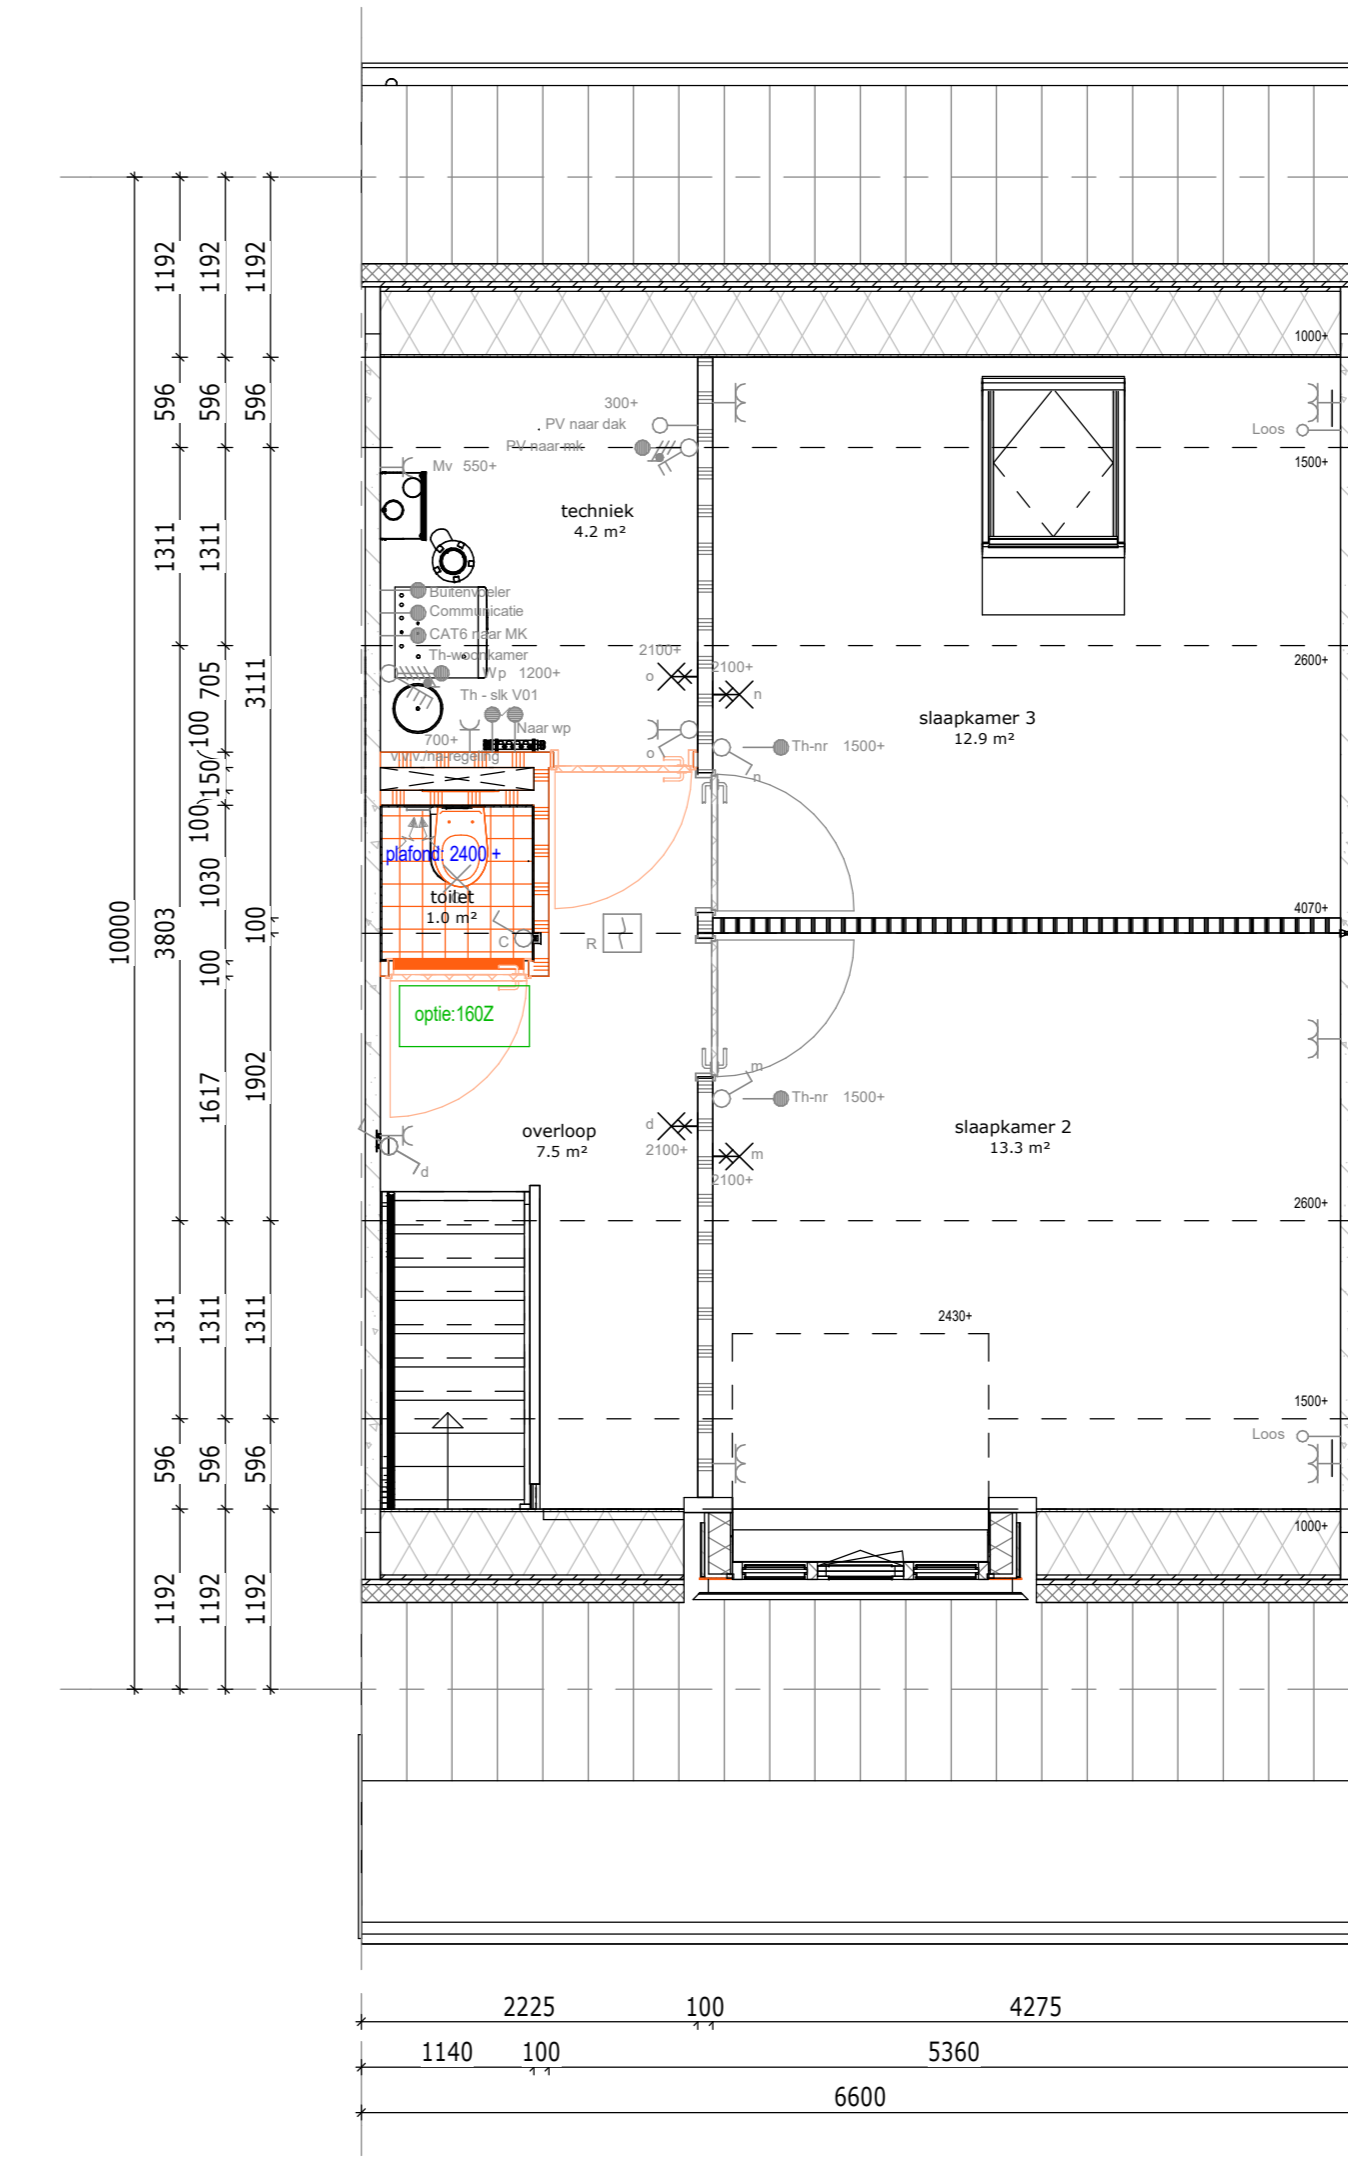 1192
1192
1192
1000+
596
596
596
300+
PV naar dak
PV naar mk
Loos
1500+
Mv 550+
techniek
4.2 m²
1311
1311
Buitenvoeler
Communicatie
CAT6 naar MK
Th-woonkamer
Wp 1200+
2100+
o
2100+
n
2600+
705
3111
Th - slk V01
Naar wp
700+
v.v.v./na-regeling
o
slaapkamer 3
12.9 m²
Th-nr 1500+
n
100
150
100
plafond: 2400 +
toilet
1.0 m²
C
R
1030
100
4070+
10000
3803
100
optie:160Z
1617
1902
m
Th-nr 1500+
d
2100+
overloop
7.5 m²
slaapkamer 2
13.3 m²
m
2100+
d
2600+
1311
1311
1311
2430+
1500+
Loos
596
596
596
1000+
1192
1192
1192
2225
100
4275
1140
100
5360
6600